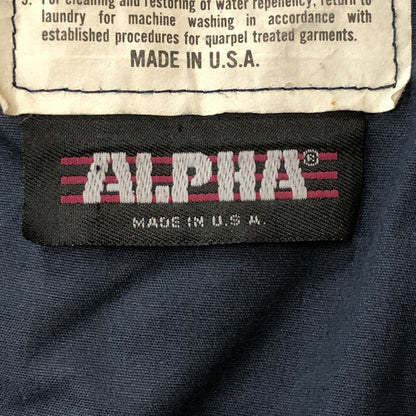 3. For cleaning and restoring of water repellency, return to
laundry for machine washing in accordance with
established procedures for quarpel treated garments.
MADE IN U.S.A.
ALPHA®
MADE IN U.S A.